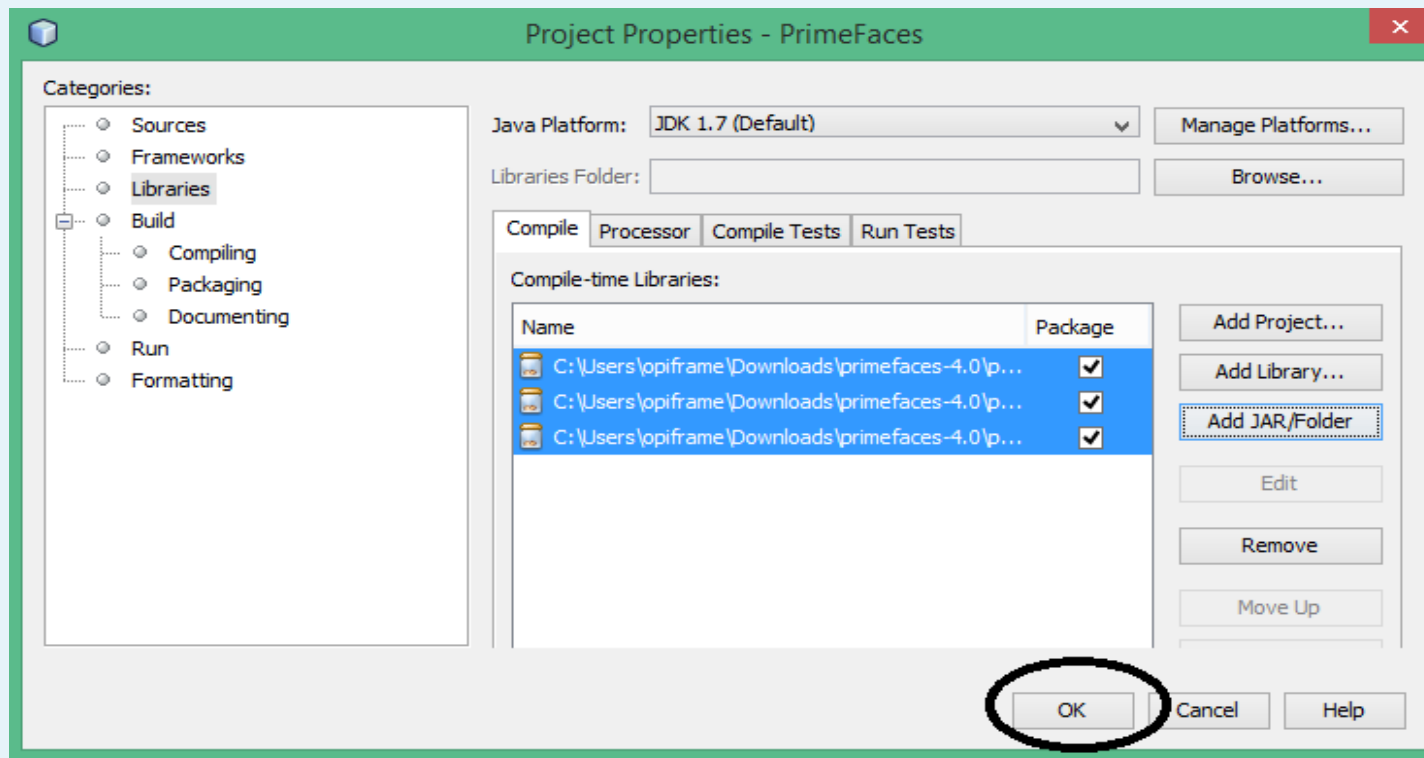 Project Properties - PrimeFaces
Categories:
Sources
Frameworks
Libraries
Build
Compiling
Packaging
Documenting
Run
Formatting
Java Platform: JDK 1.7 (Default) Manage Platforms...
Libraries Folder: Browse...
Compile Processor Compile Tests Run Tests
Compile-time Libraries:
Name Package
C:\Users\opiframe\Downloads\primefaces-4.0\p...
C:\Users\opiframe\Downloads\primefaces-4.0\p...
C:\Users\opiframe\Downloads\primefaces-4.0\p...
Add Project...
Add Library...
Add JAR/Folder
Edit
Remove
Move Up
OK Cancel Help